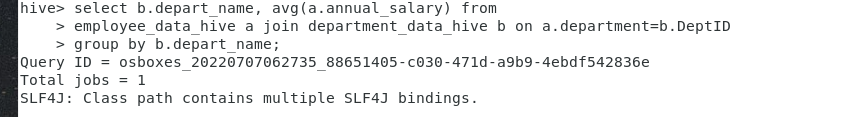 hive> select b.depart_name, avg(a.annual_salary) from
    > employee_data_hive a join department_data_hive b on a.department=b.DeptID
    > group by b.depart_name;
Query ID = osboxes_20220707062735_88651405-c030-471d-a9b9-4ebdf542836e
Total jobs = 1
SLF4J: Class path contains multiple SLF4J bindings.